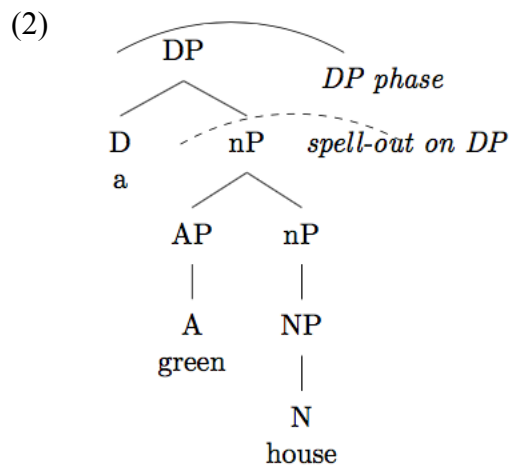 (2)
DP
DP phase
D nP spell-out on DP
a
AP nP
A NP
green
N
house